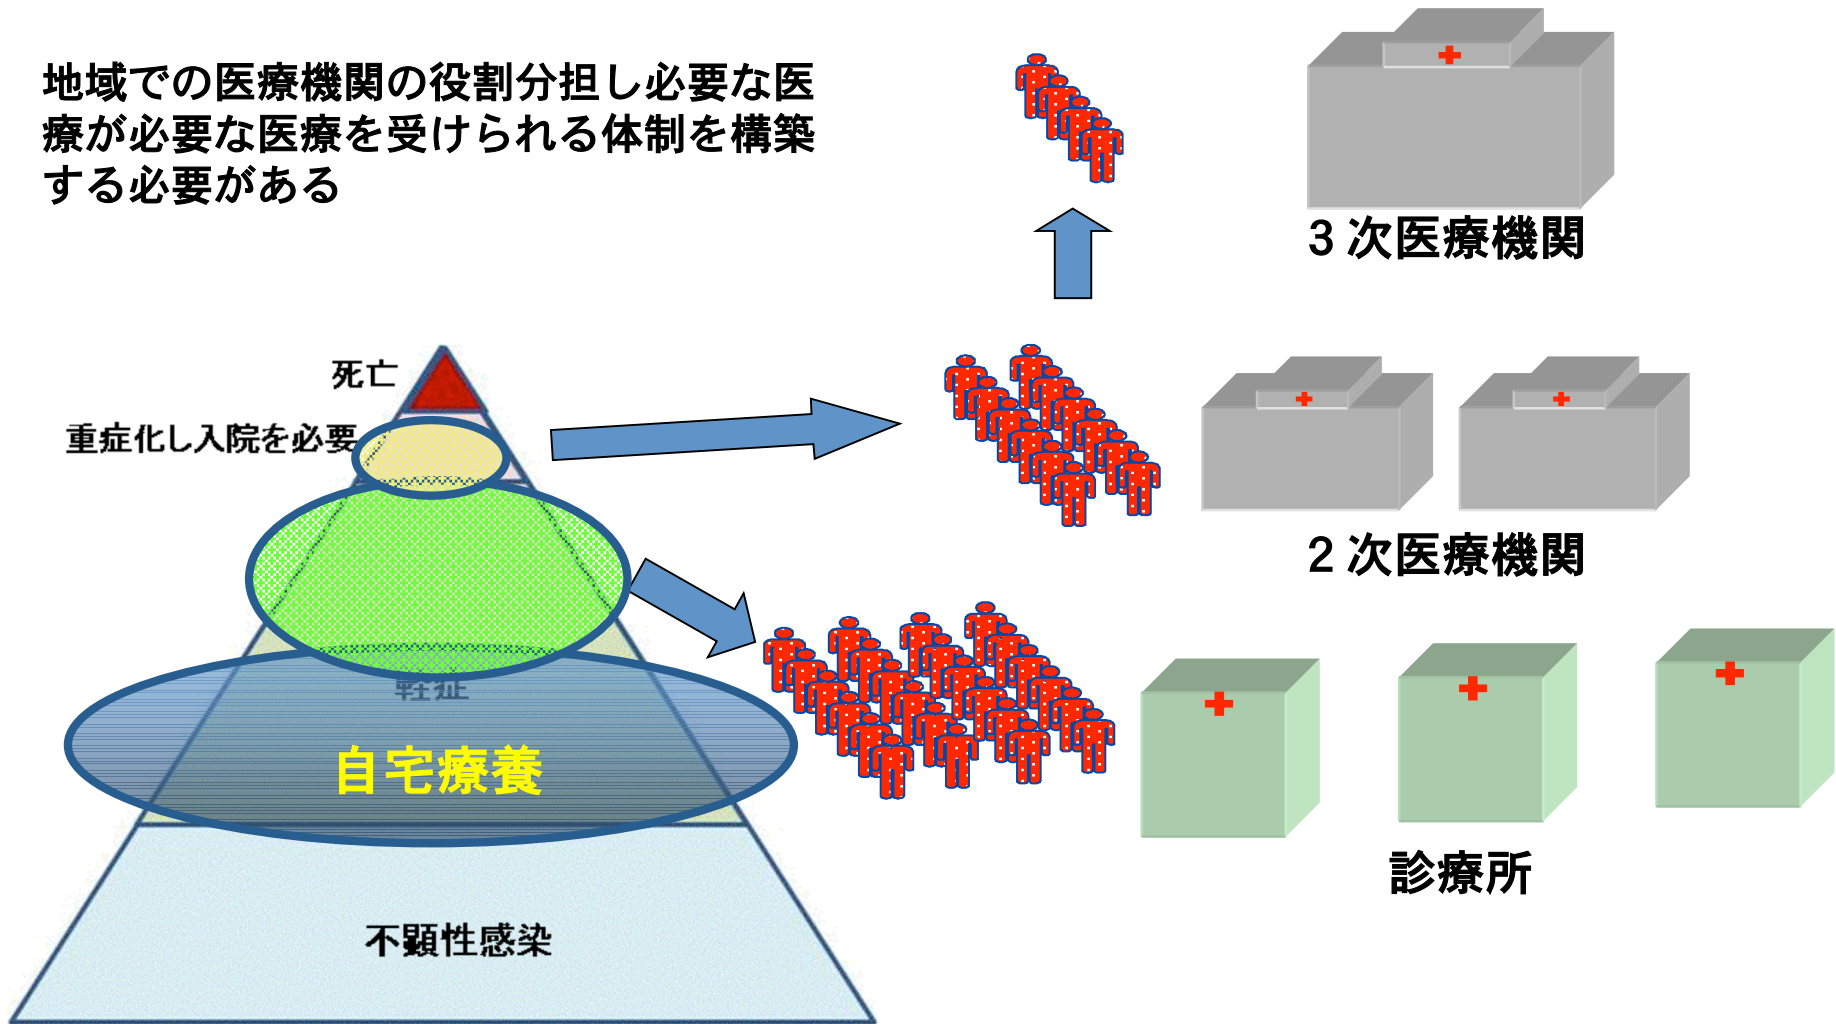 地域での医療機関の役割分担し必要な医
療が必要な医療を受けられる体制を構築
する必要がある
3次医療機関
死亡
重症化し入院を必要
2次医療機関
軽症
自宅療養
診療所
不顕性感染